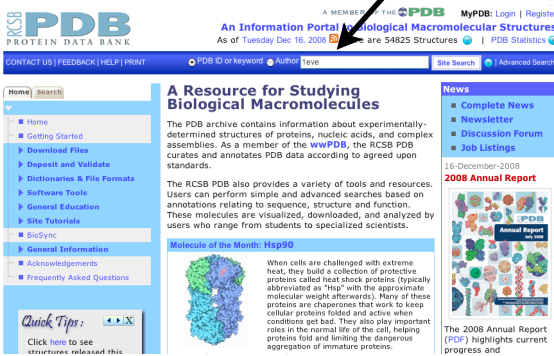 RCSB PDB
PROTEIN DATA BANK
A MEMBER OF THE PDB
MyPDB: Login | Registe
An Information Portal to Biological Macromolecular Structures
As of Tuesday Dec 16, 2008 are 54825 Structures | PDB Statistics
CONTACT US | FEEDBACK | HELP | PRINT
PDB ID or keyword Author 1eve Site Search | Advanced Search
Home Search
Home
Getting Started
Download Files
Deposit and Validate
Dictionaries & File Formats
Software Tools
General Education
Site Tutorials
BioSync
General Information
Acknowledgements
Frequently Asked Questions
Quick Tips:
X
Click here to see
structures released this
A Resource for Studying
Biological Macromolecules
The PDB archive contains information about experimentally-
determined structures of proteins, nucleic acids, and complex
assemblies. As a member of the wwPDB, the RCSB PDB
curates and annotates PDB data according to agreed upon
standards.
The RCSB PDB also provides a variety of tools and resources.
Users can perform simple and advanced searches based on
annotations relating to sequence, structure and function.
These molecules are visualized, downloaded, and analyzed by
users who range from students to specialized scientists.
Molecule of the Month: Hsp90
When cells are challenged with extreme
heat, they build a collection of protective
proteins called heat shock proteins (typically
abbreviated as "Hsp" with the approximate
molecular weight afterwards). Many of these
proteins are chaperones that work to keep
cellular proteins folded and active when
conditions get bad. They also play important
roles in the normal life of the cell, helping
proteins fold and limiting the dangerous
aggregation of immature proteins.
News
Complete News
Newsletter
Discussion Forum
Job Listings
16-December-2008
2008 Annual Report
PDB
Annual Report
July 2008
The 2008 Annual Report
(PDF) highlights current
progress and